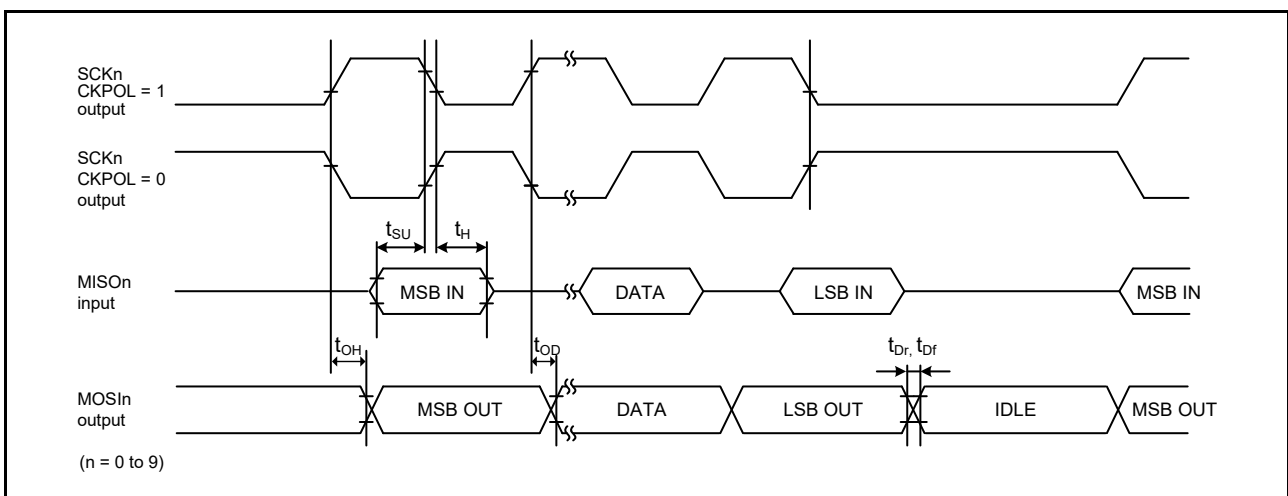 SCKn
CKPOL = 1
output
SCKn
CKPOL = 0
output
tSU
tH
MISOn
input
MSB IN
DATA
LSB IN
MSB IN
tOH
tOD
tDr, tDf
MOSIn
output
MSB OUT
DATA
LSB OUT
IDLE
MSB OUT
(n = 0 to 9)